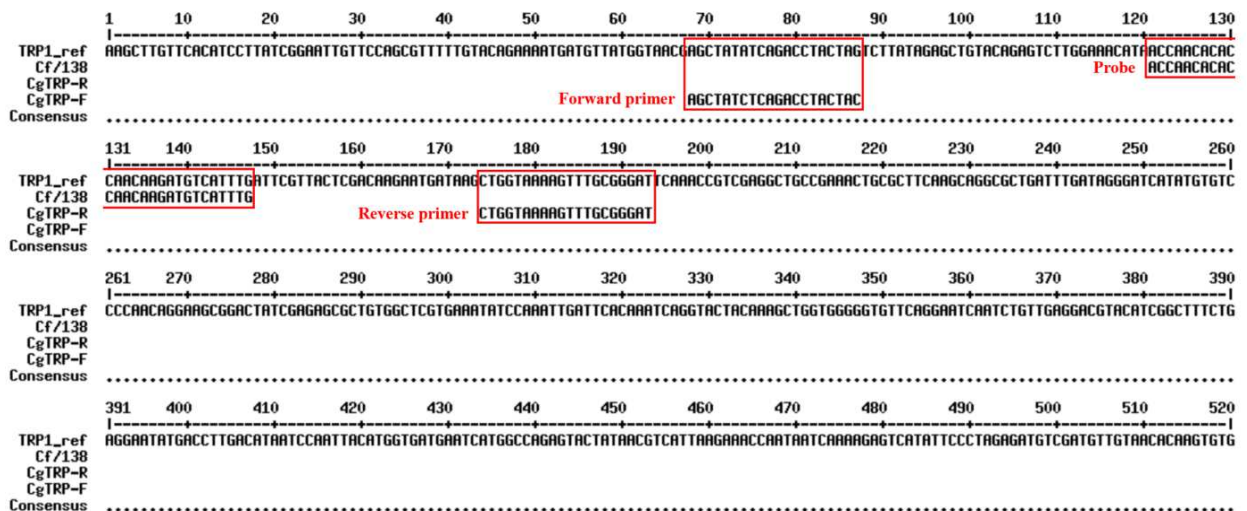 1 10 20 30 40 50 60 70 80 90 100 110 120 130
|--------+---------+---------+---------+---------+---------+---------+---------+---------+---------+---------+---------+---------|
TRP1_ref AAGCTTGTTCACATCCTTATCGGAATTGTTCCAGCGTTTTTGTACAGAAAATGATGTTATGGTAACGAGCTATATCAGACCTACTAGTCTTATAGAGCTGTACAGAGTCTTGGAAACATAACCAACACAC
Cf/138 Probe ACCAACACAC
CgTRP-R
CgTRP-F Forward primer AGCTATCTCAGACCTACTAC
Consensus ..................................................................................................................................
131 140 150 160 170 180 190 200 210 220 230 240 250 260
|--------+---------+---------+---------+---------+---------+---------+---------+---------+---------+---------+---------+---------|
TRP1_ref CAACAAGATGTCATTTGATTCGTTACTCGACAAGAATGATAAGCTGGTAAAAGTTTGCGGGATTCAAACCGTCGAGGCTGCCGAAACTGCGCTTCAAGCAGGCGCTGATTTGATAGGGATCATATGTGTC
Cf/138 CAACAAGATGTCATTTG
CgTRP-R Reverse primer CTGGTAAAAGTTTGCGGGAT
CgTRP-F
Consensus ..................................................................................................................................
261 270 280 290 300 310 320 330 340 350 360 370 380 390
|--------+---------+---------+---------+---------+---------+---------+---------+---------+---------+---------+---------+---------|
TRP1_ref CCCAACAGGAAGCGGACTATCGAGAGCGCTGTGGCTCGTGAAATATCCAAATTGATTCACAAATCAGGTACTACAAAGCTGGTGGGGGTGTTCAGGAATCAATCTGTTGAGGACGTACATCGGCTTTCTG
Cf/138
CgTRP-R
CgTRP-F
Consensus ..................................................................................................................................
391 400 410 420 430 440 450 460 470 480 490 500 510 520
|--------+---------+---------+---------+---------+---------+---------+---------+---------+---------+---------+---------+---------|
TRP1_ref AGGAATATGACCTTGACATAATCCAATTACATGGTGATGAATCATGGCCAGAGTACTATAACGTCATTAAGAAACCAATAATCAAAAGAGTCATATTCCCTAGAGATGTCGATGTTGTAACACAAGTGTG
Cf/138
CgTRP-R
CgTRP-F
Consensus ..................................................................................................................................